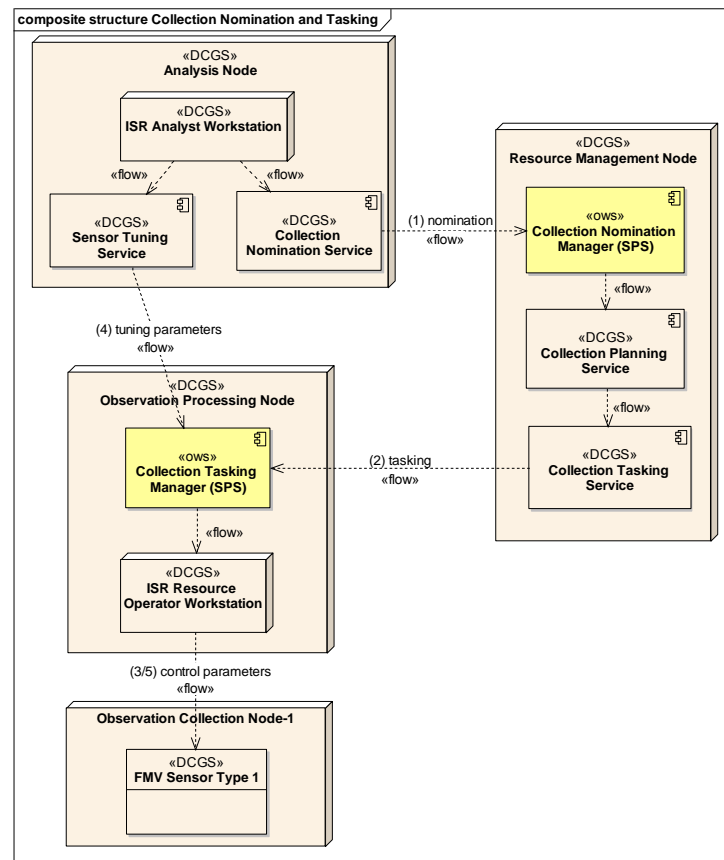 composite structure Collection Nomination and Tasking
«DCGS»
Analysis Node
«DCGS»
ISR Analyst Workstation
«flow»
«flow»
«DCGS»
Sensor Tuning
Service
«DCGS»
Collection
Nomination Service
(1) nomination
«flow»
«DCGS»
Resource Management Node
«ows»
Collection Nomination
Manager (SPS)
«flow»
«DCGS»
Collection Planning
Service
«flow»
«DCGS»
Collection Tasking
Service
(4) tuning parameters
«flow»
«DCGS»
Observation Processing Node
«ows»
Collection Tasking
Manager (SPS)
(2) tasking
«flow»
«flow»
«DCGS»
ISR Resource
Operator Workstation
(3/5) control parameters
«flow»
Observation Collection Node-1
«DCGS»
FMV Sensor Type 1